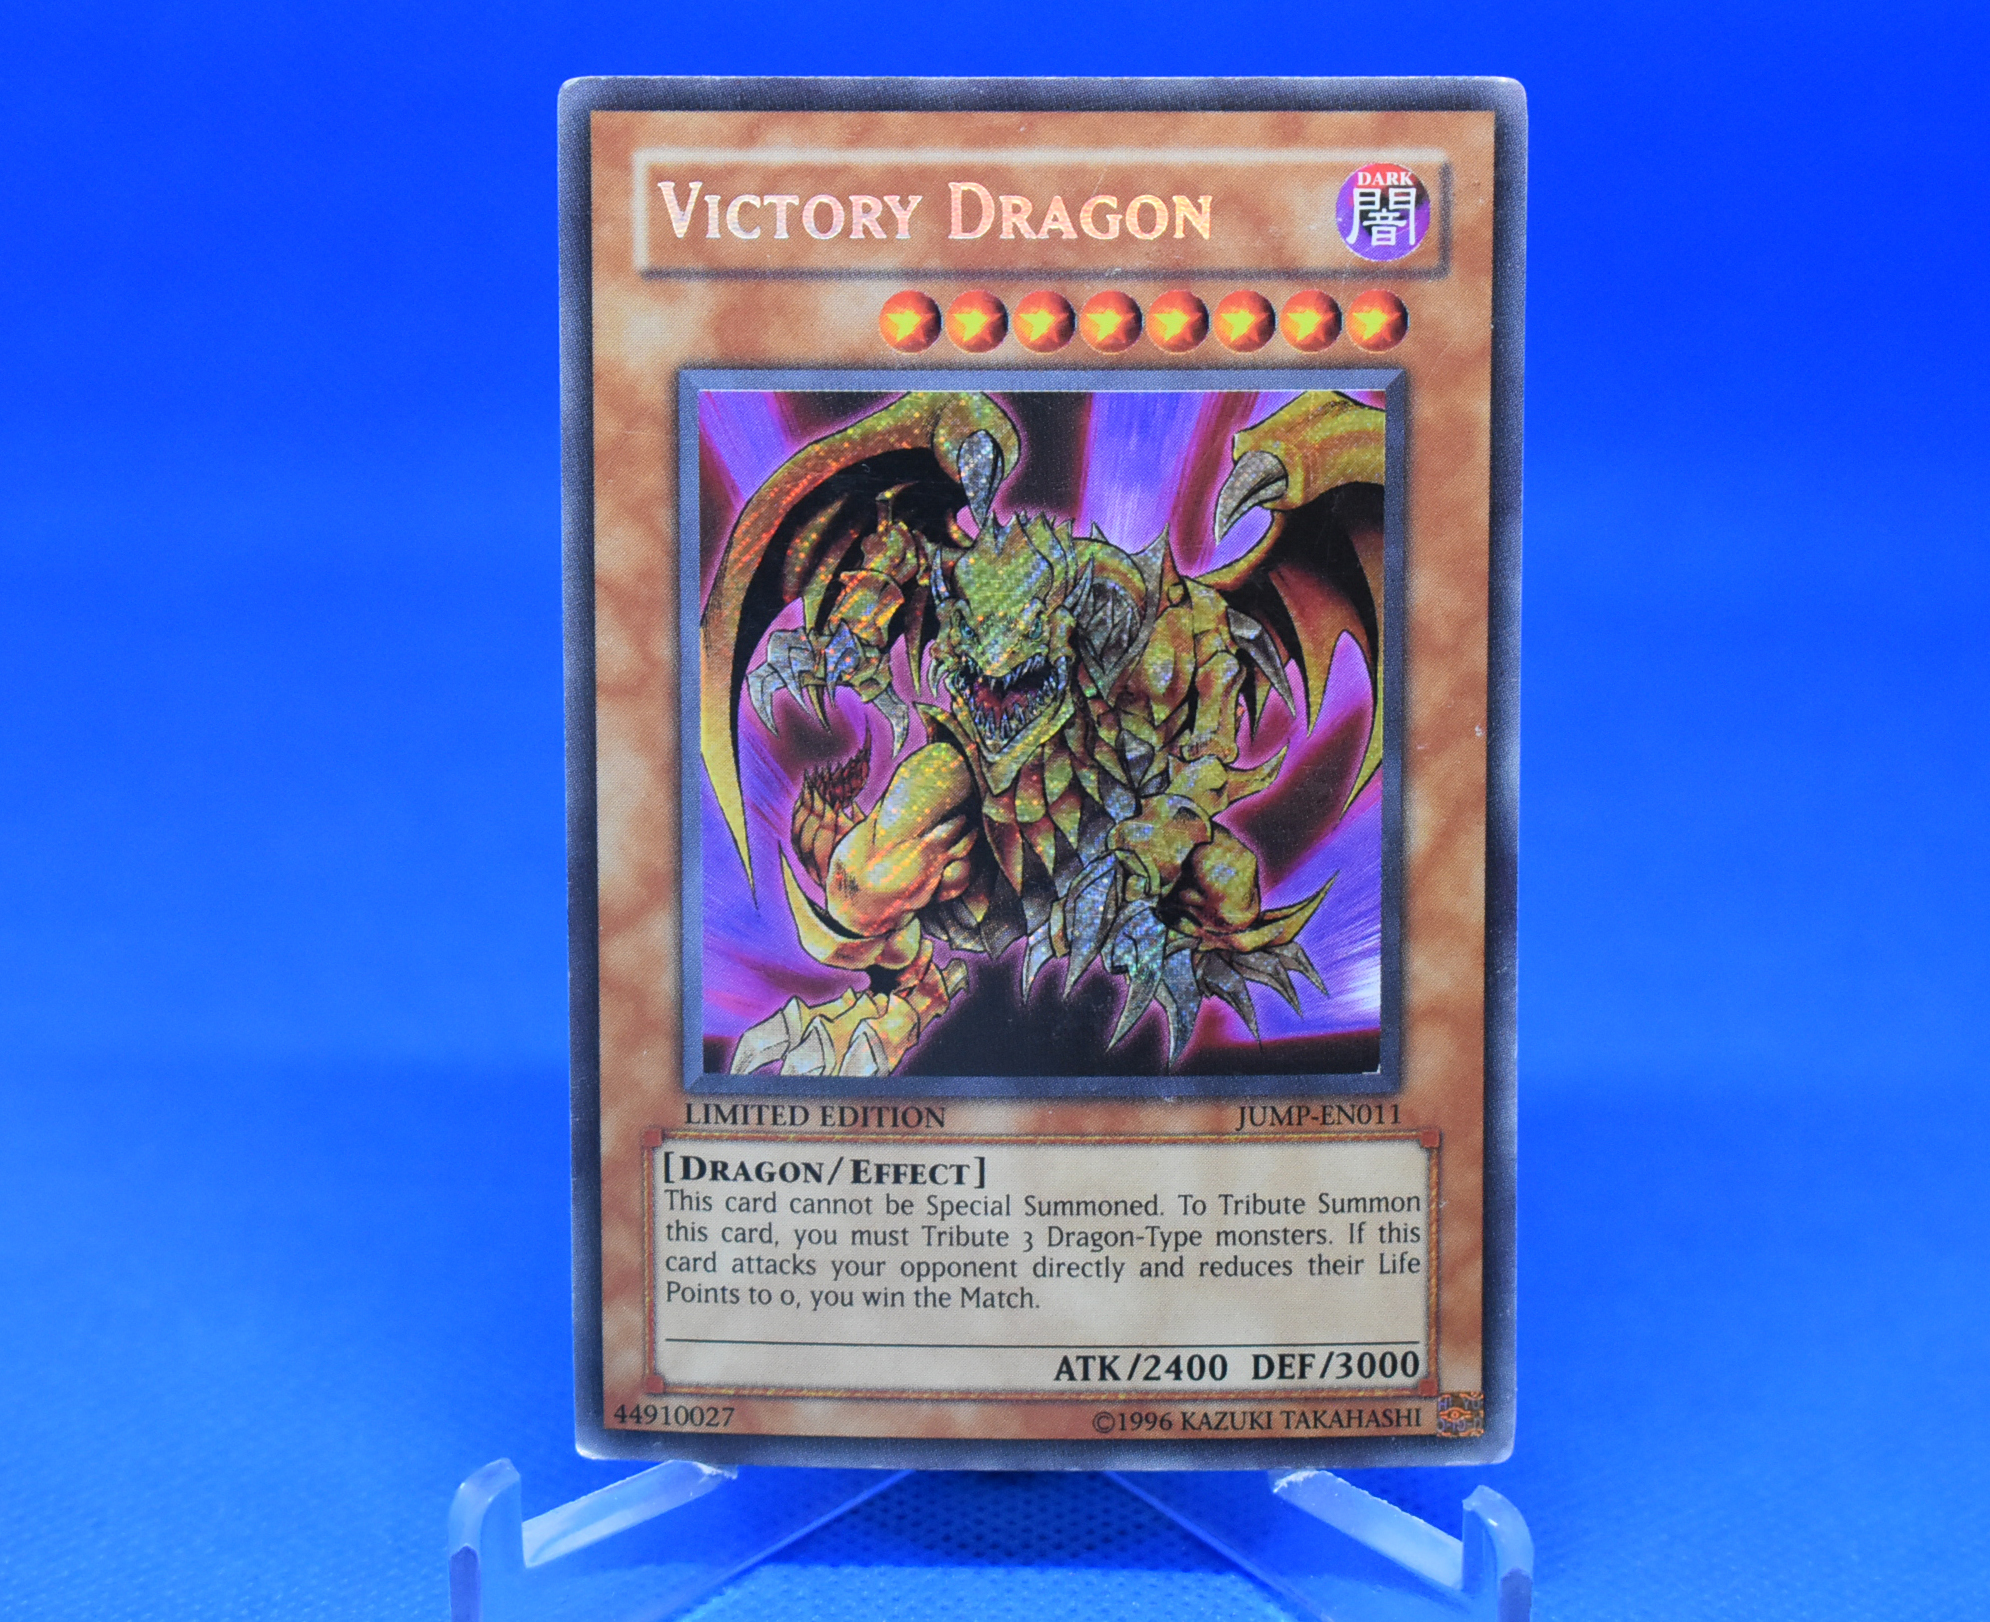 VICTORY DRAGON
DARK
闇
LIMITED EDITION JUMP-EN011
[DRAGON/EFFECT]
This card cannot be Special Summoned. To Tribute Summon
this card, you must Tribute 3 Dragon-Type monsters. If this
card attacks your opponent directly and reduces their Life
Points to 0, you win the Match.
ATK/2400 DEF/3000
44910027 ©1996 KAZUKI TAKAHASHI